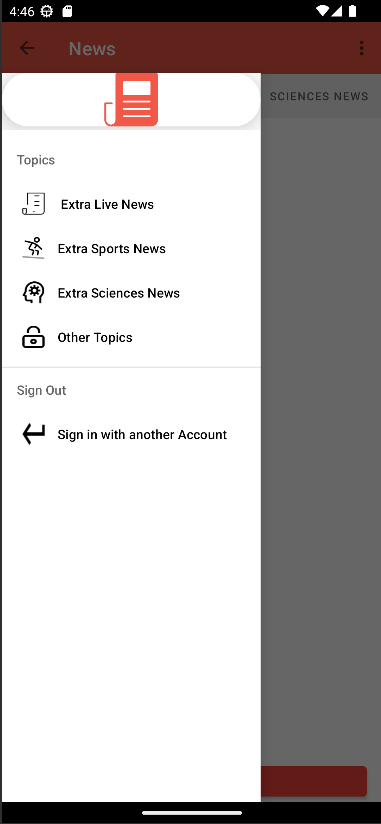 4:46
News
SCIENCES NEWS
Topics
Extra Live News
Extra Sports News
Extra Sciences News
Other Topics
Sign Out
Sign in with another Account